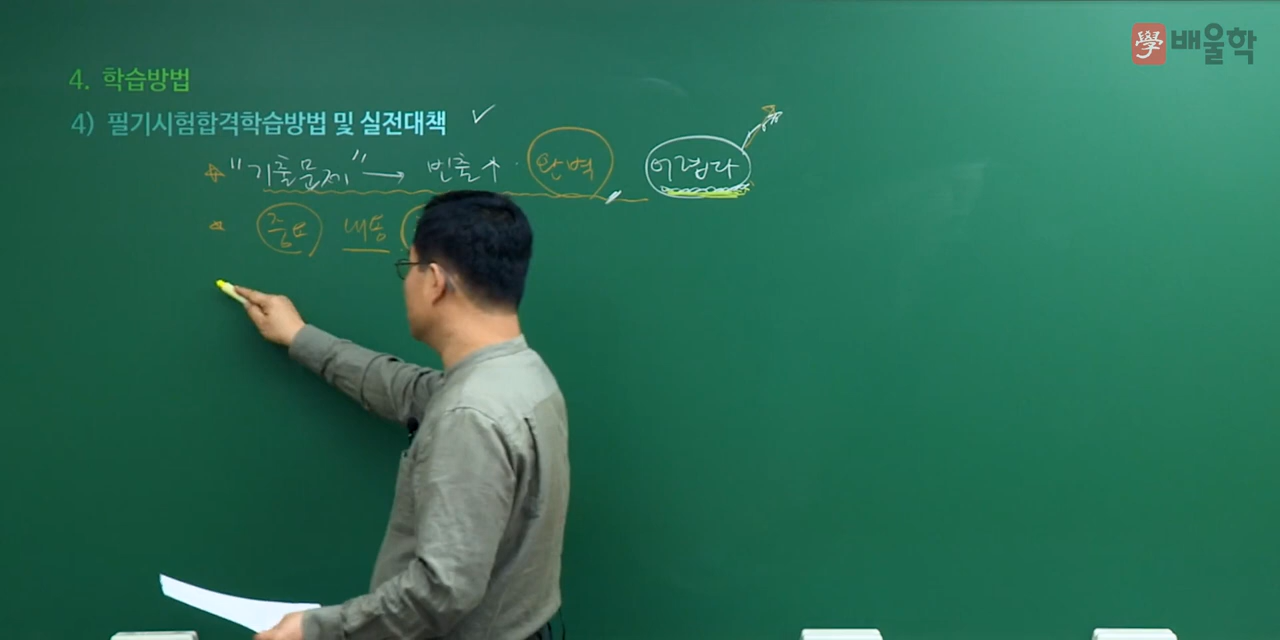 學 배울학
4. 학습방법
4) 필기시험합격학습방법 및 실전대책
"기출문제" → 빈출↑ 완벽 어렵다
중요 내용